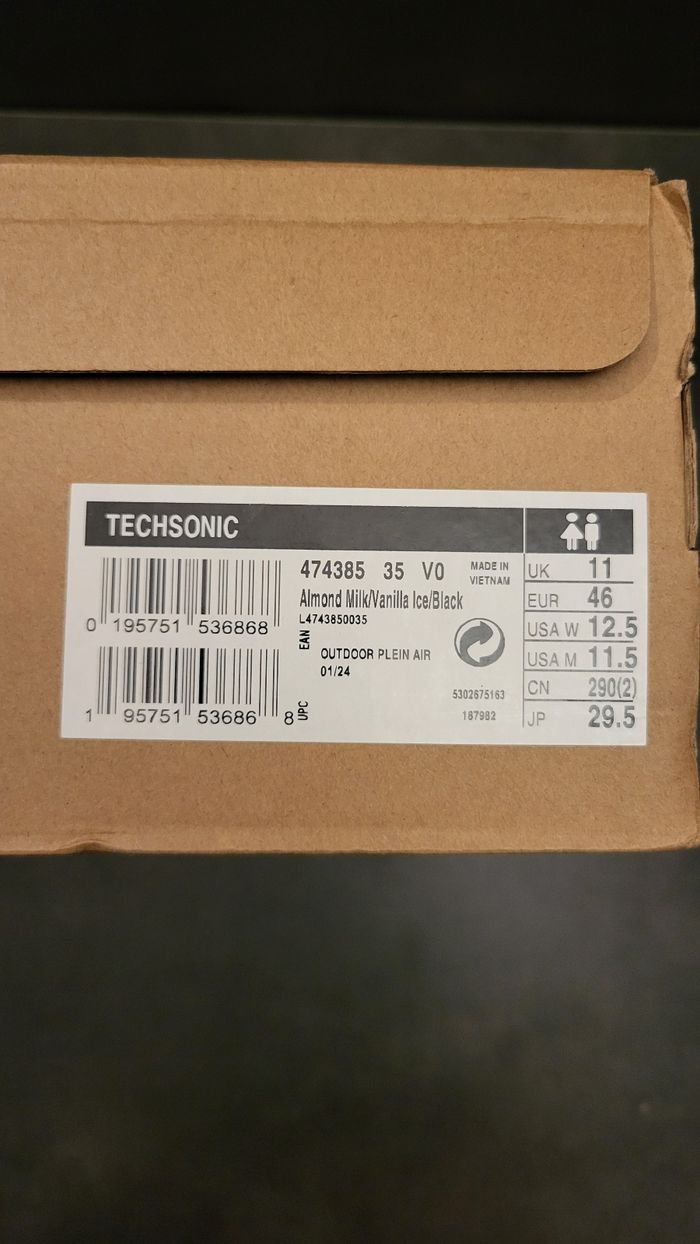 TECHSONIC
0 195751 536868
1 95751 53686 8
474385 35 V0
Almond Milk/Vanilla Ice/Black
L4743850035
EAN
UPC
OUTDOOR PLEIN AIR
01/24
MADE IN
VIETNAM
5302675163
187982
UK 11
EUR 46
USA W 12.5
USA M 11.5
CN 290(2)
JP 29.5